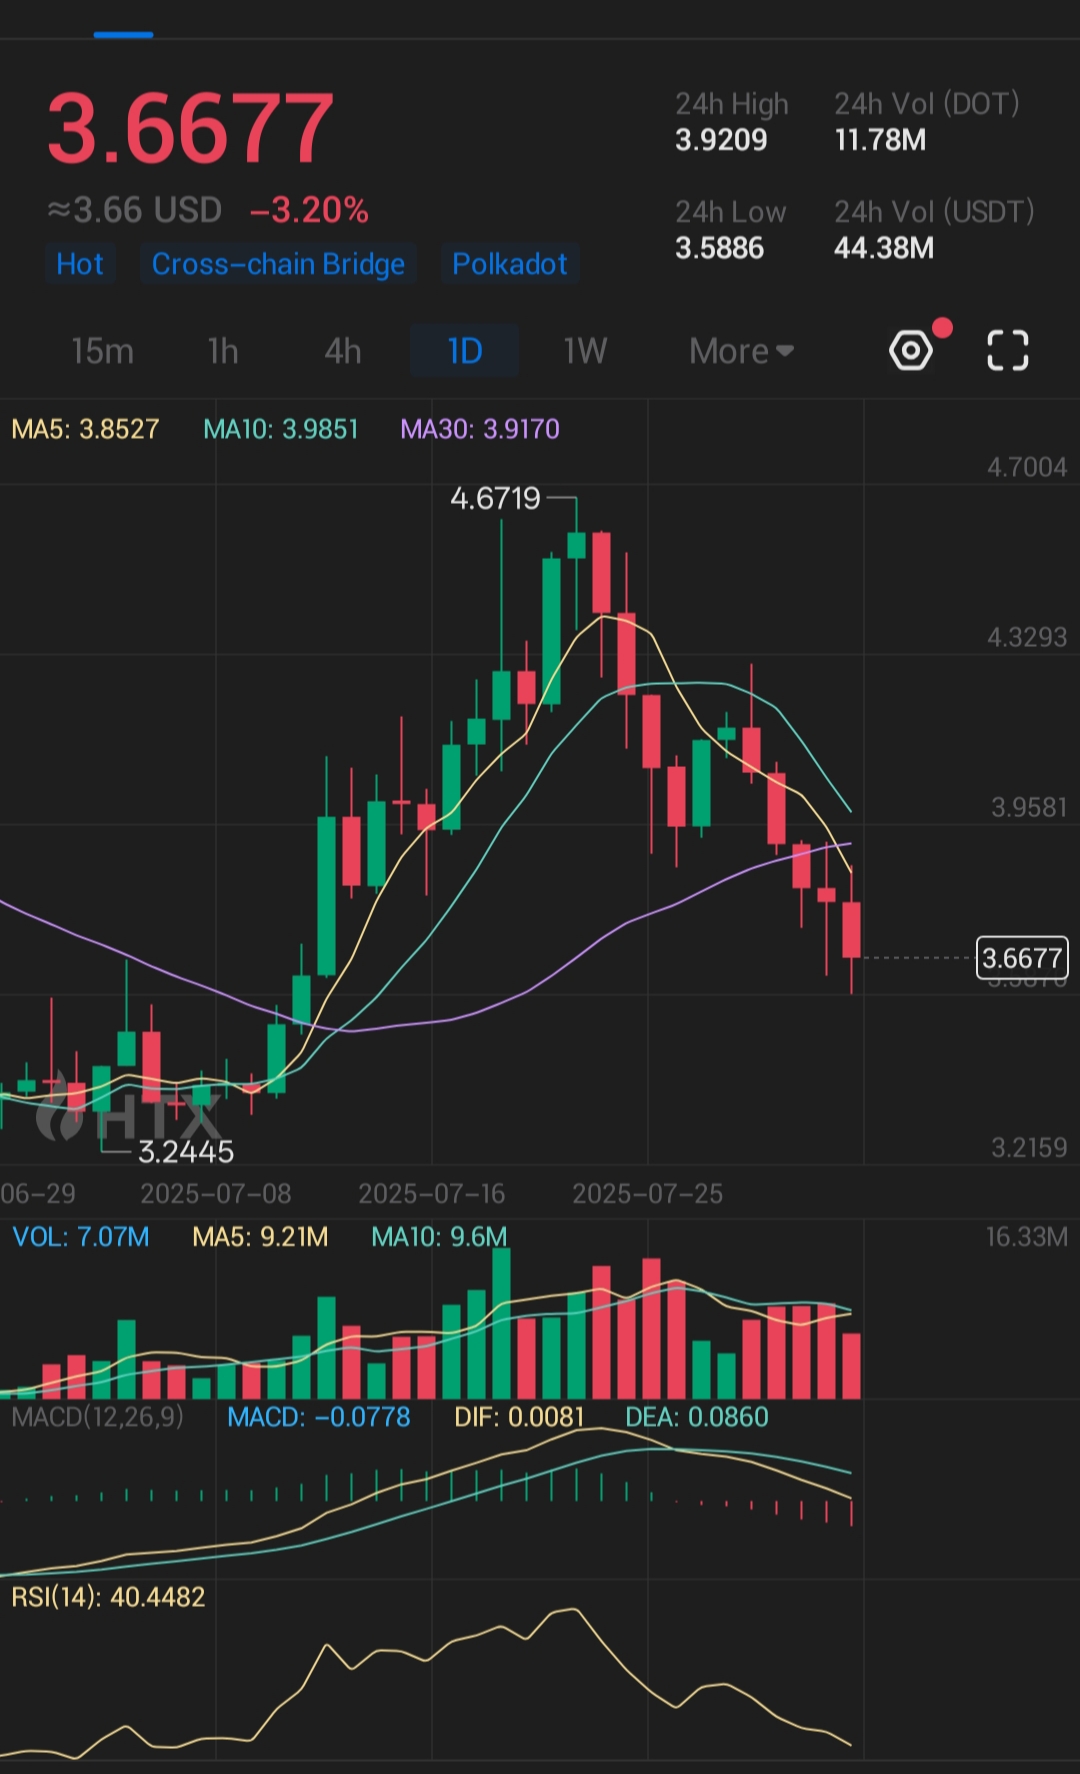 3.6677
≈3.66 USD −3.20%
Hot Cross-chain Bridge Polkadot
24h High
3.9209
24h Vol (DOT)
11.78M
24h Low
3.5886
24h Vol (USDT)
44.38M
15m 1h 4h 1D 1W More
MA5: 3.8527 MA10: 3.9851 MA30: 3.9170
4.7004
4.6719
4.3293
3.9581
3.6677
HTX
3.2445
3.2159
06-29 2025-07-08 2025-07-16 2025-07-25
VOL: 7.07M MA5: 9.21M MA10: 9.6M 16.33M
MACD(12,26,9) MACD: −0.0778 DIF: 0.0081 DEA: 0.0860
RSI(14): 40.4482